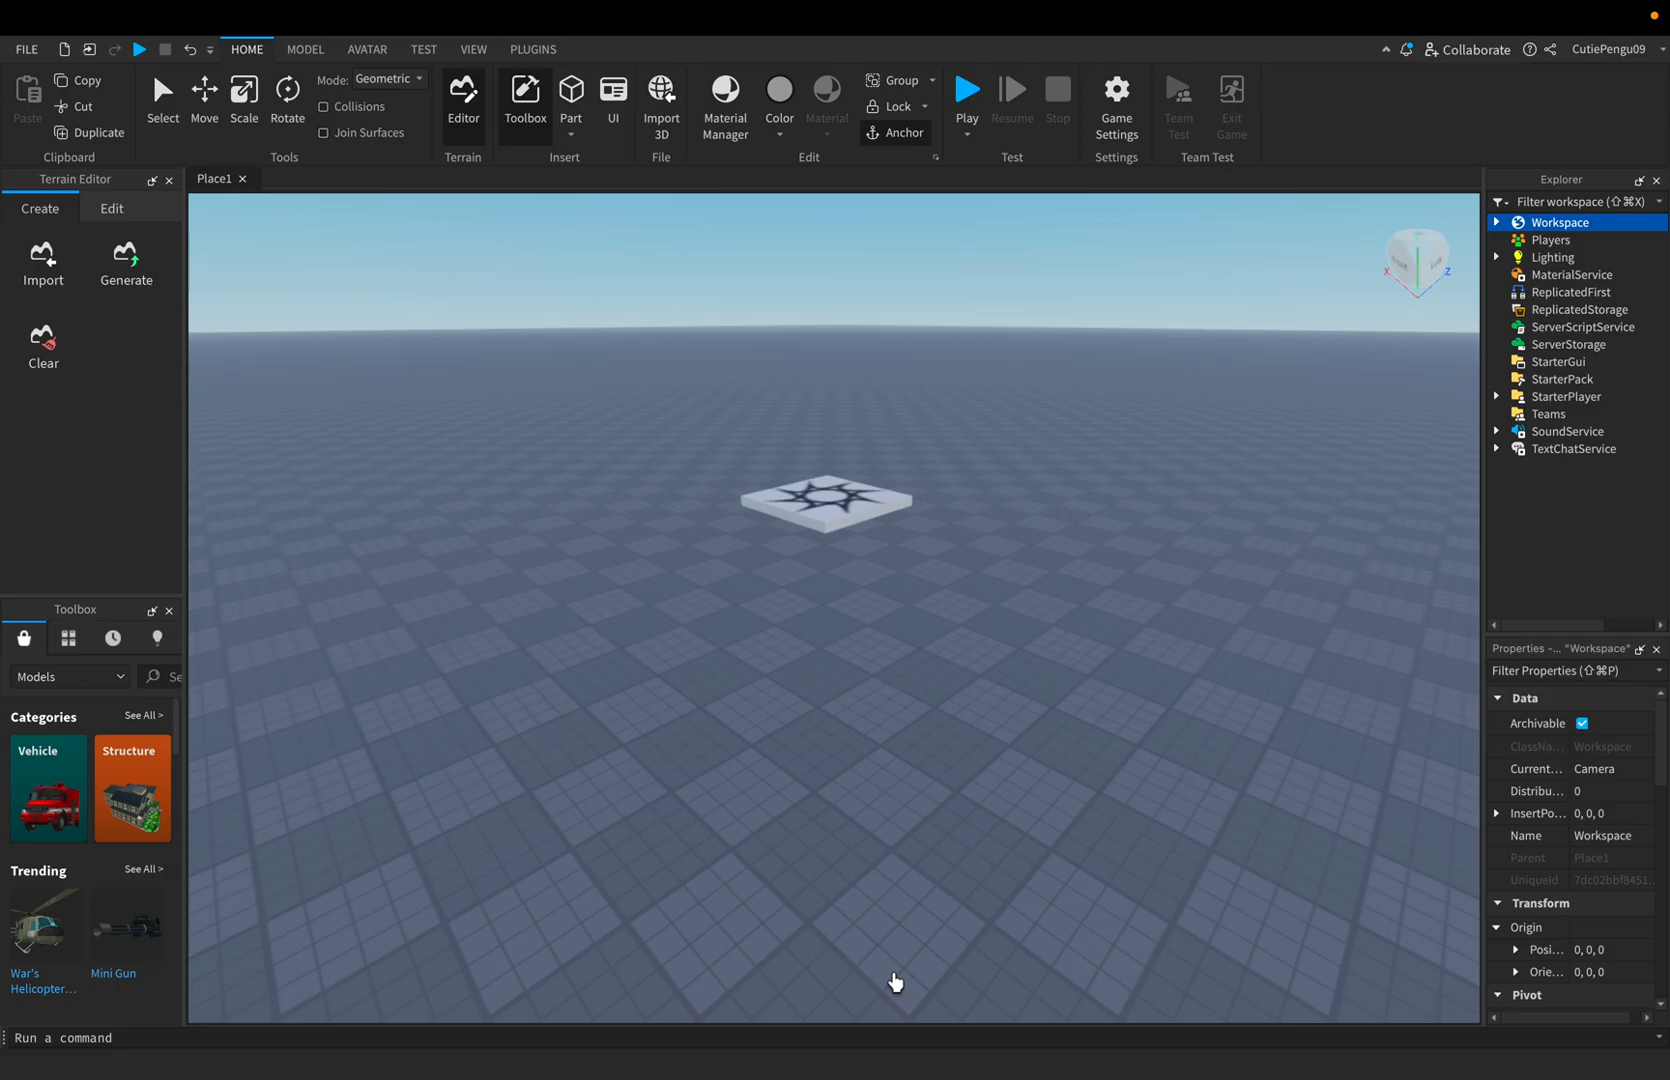 FILE HOME MODEL AVATAR TEST VIEW PLUGINS Collaborate CutiePengu09
Paste Copy Cut Duplicate
Clipboard
Select Move Scale Rotate
Mode: Geometric
Collisions
Join Surfaces
Tools
Editor
Terrain
Toolbox Part UI
Insert
Import 3D
File
Material Manager Color Material
Group
Lock
Anchor
Edit
Play Resume Stop
Test
Game Settings
Settings
Team Test Exit Game
Team Test
Terrain Editor
Create Edit
Import Generate
Clear
Place1
Toolbox
Models Se
Categories See All >
Vehicle Structure
Trending See All >
War's Helicopter...
Mini Gun
Explorer
Filter workspace (⇧⌘X)
Workspace
Players
Lighting
MaterialService
ReplicatedFirst
ReplicatedStorage
ServerScriptService
ServerStorage
StarterGui
StarterPack
StarterPlayer
Teams
SoundService
TextChatService
Properties -... "Workspace"
Filter Properties (⇧⌘P)
Data
Archivable
ClassNa... Workspace
Current... Camera
Distribu... 0
InsertPo... 0, 0, 0
Name Workspace
Parent Place1
UniqueId 7dc02bbf8451...
Transform
Origin
Posi... 0, 0, 0
Orie... 0, 0, 0
Pivot
X Z
Left
Run a command